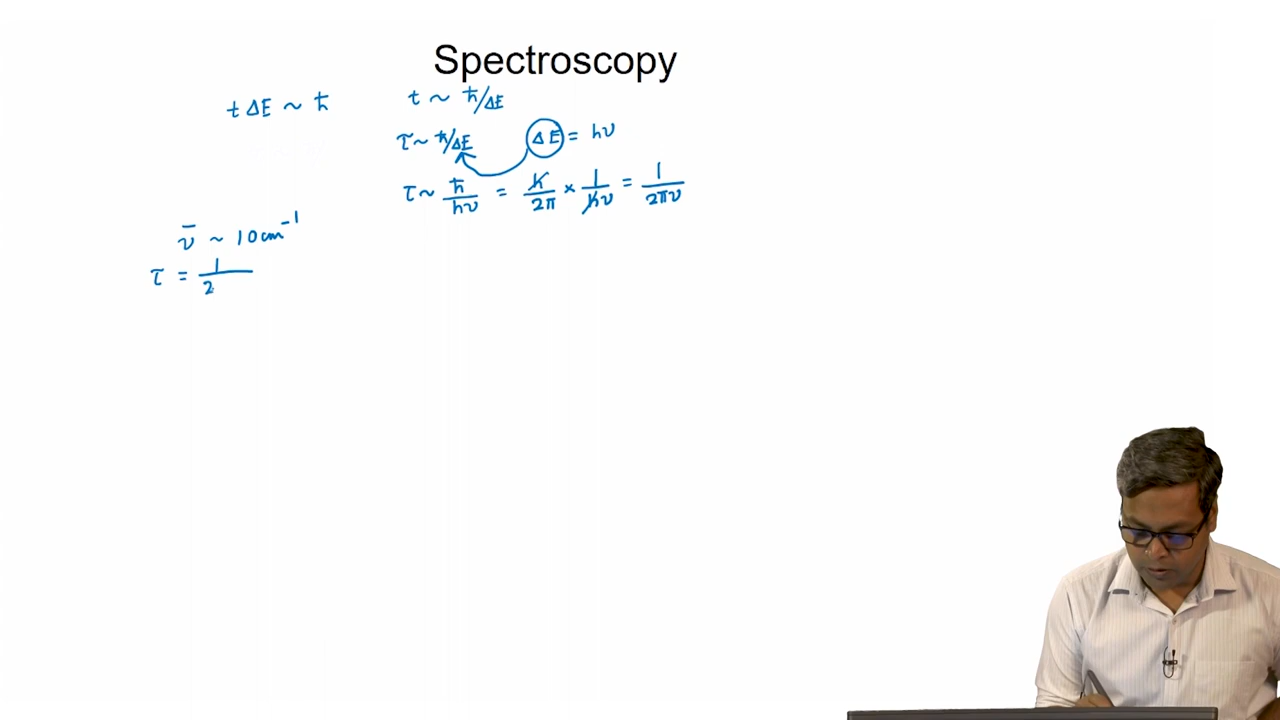 Spectroscopy
t ΔE ~ ℏ
t ~ ℏ/ΔE
τ ~ ℏ/ΔE
ΔE = hν
τ ~ ℏ/hν = h/2π × 1/hν = 1/2πν
ν̄ ~ 10 cm⁻¹
τ = 1/2